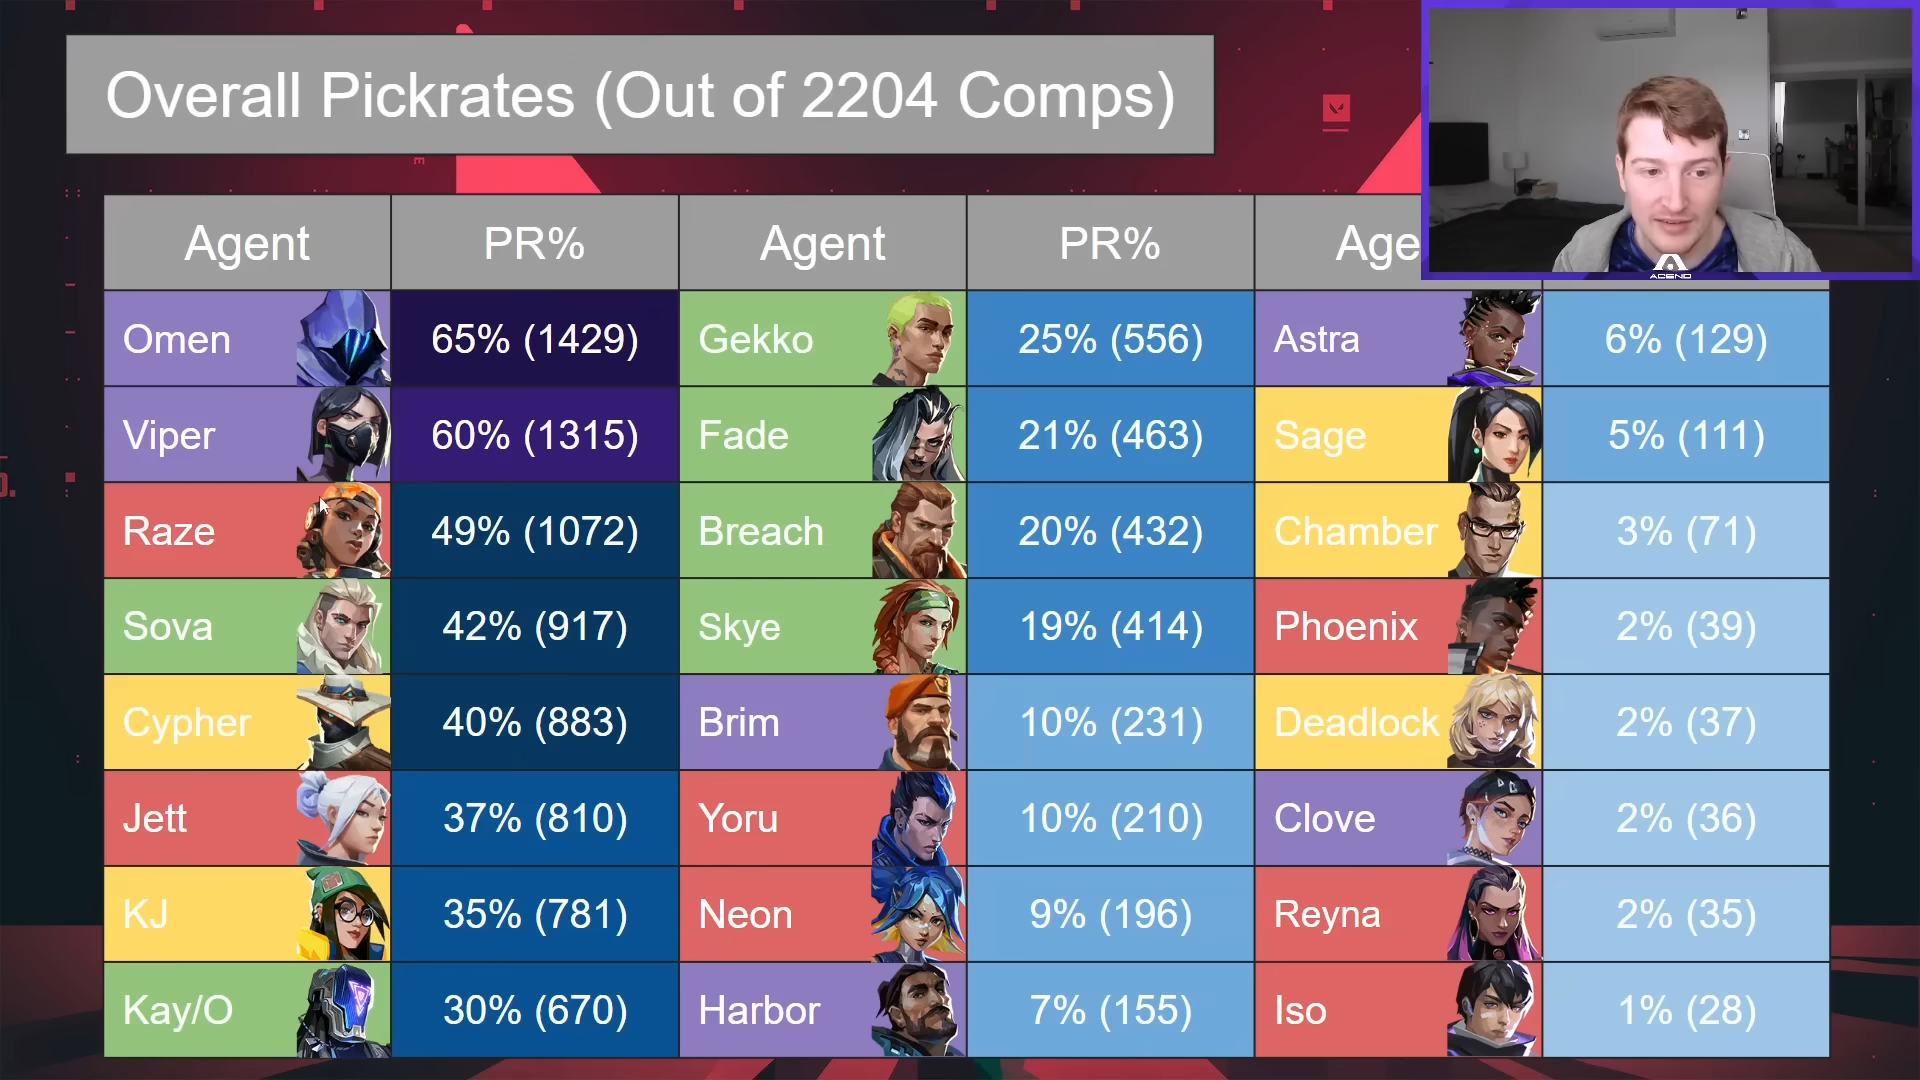 Overall Pickrates (Out of 2204 Comps)
Agent PR% Agent PR% Age
Omen 65% (1429) Gekko 25% (556) Astra 6% (129)
Viper 60% (1315) Fade 21% (463) Sage 5% (111)
Raze 49% (1072) Breach 20% (432) Chamber 3% (71)
Sova 42% (917) Skye 19% (414) Phoenix 2% (39)
Cypher 40% (883) Brim 10% (231) Deadlock 2% (37)
Jett 37% (810) Yoru 10% (210) Clove 2% (36)
KJ 35% (781) Neon 9% (196) Reyna 2% (35)
Kay/O 30% (670) Harbor 7% (155) Iso 1% (28)
ACEND